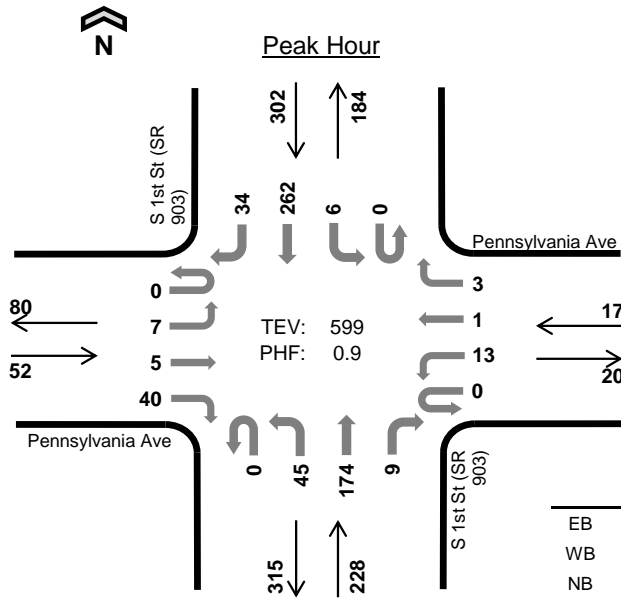 N
Peak Hour
S 1st St (SR
903)
302
184
34
262
6
0
Pennsylvania Ave
0
7
5
40
80
52
TEV: 599
PHF: 0.9
3
1
13
0
17
20
Pennsylvania Ave
0
45
174
9
S 1st St (SR
903)
315
228
EB
WB
NB